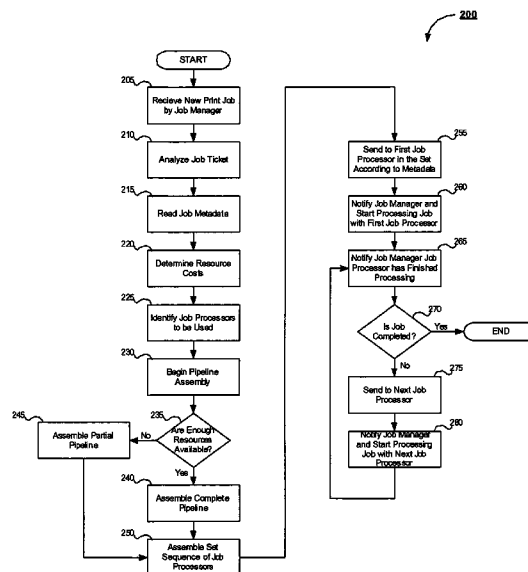 200
START
205
Recieve New Print Job
by Job Manager
210
Analyze Job Ticket
215
Read Job Metadata
220
Determine Resource
Costs
225
Identify Job Processors
to be Used
230
Begin Pipeline
Assembly
235
Are Enough
Resources
Available?
No
Yes
245
Assemble Partial
Pipeline
240
Assemble Complete
Pipeline
250
Assemble Set
Sequence of Job
Processors
255
Send to First Job
Processor in the Set
According to Metadata
260
Notify Job Manager and
Start Processing Job
with First Job Processor
265
Notify Job Manager Job
Processor has Finished
Processing
270
Is Job
Completed?
Yes
END
No
275
Send to Next Job
Processor
280
Notify Job Manager
and Start Processing
Job with Next Job
Processor